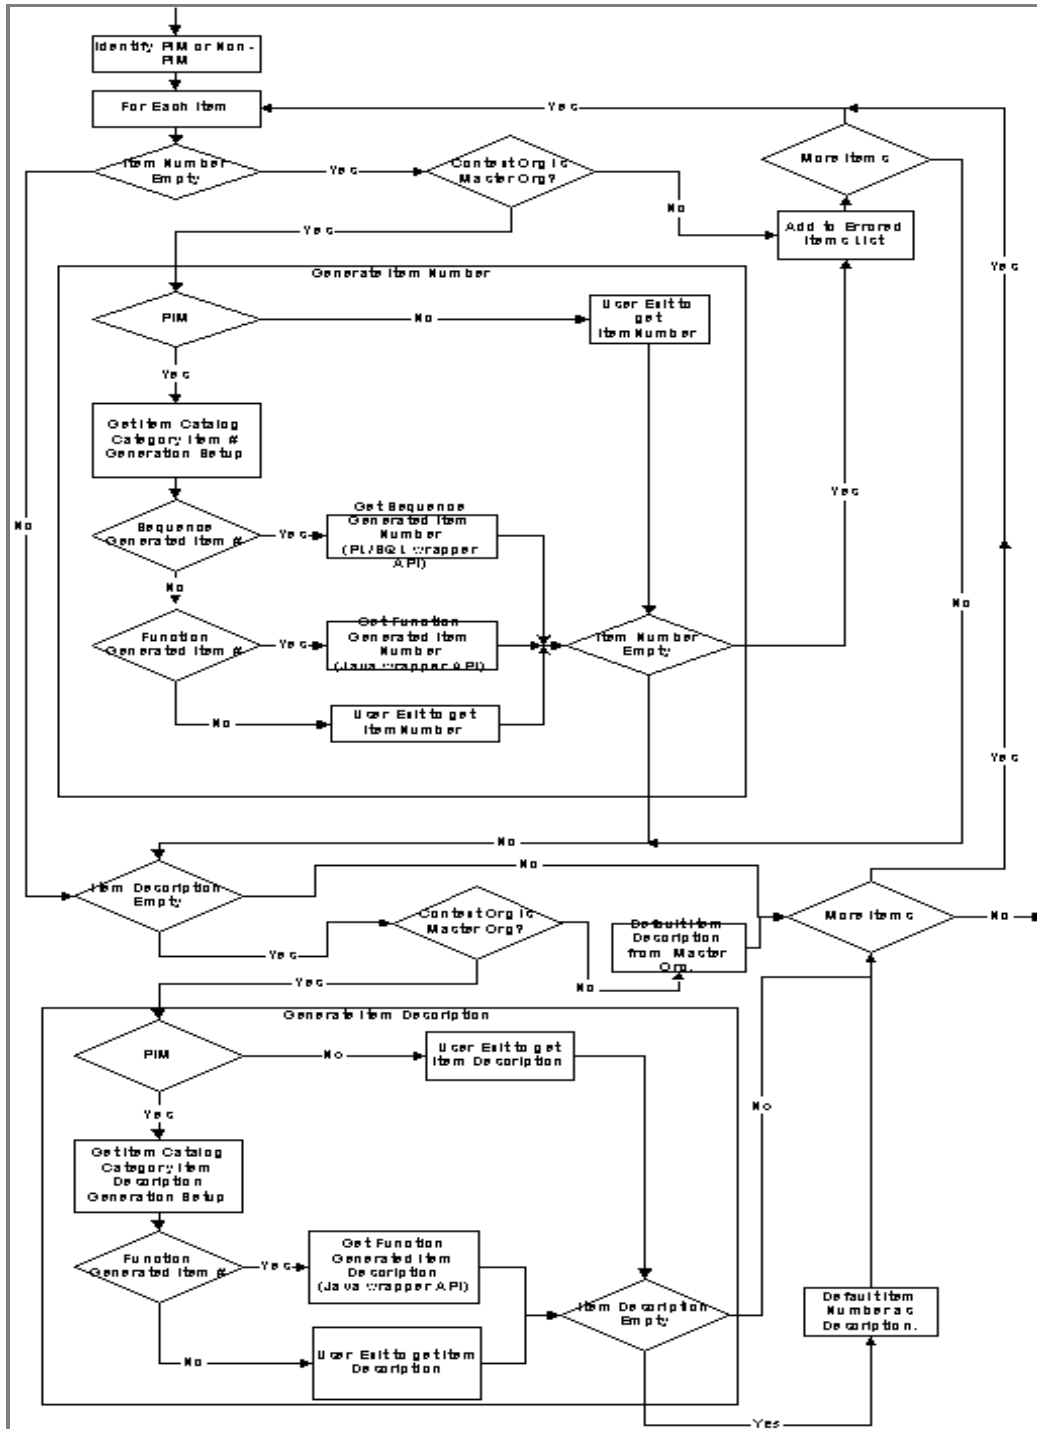 Identify PIM or Non-
PIM
For Each Item
Yes
Item Number
Empty
Yes
Context Org is
Master Org?
More Items
No
Add to Errored
Items List
Yes
Yes
Generate Item Number
PIM
No
User Exit to
get
Item Number
Yes
Get Item Catalog
Category Item #
Generation Setup
Yes
No
Sequence
Generated Item #
Yes
Get Sequence
Generated Item
Number
(PL/SQL wrapper
API)
No
No
Function
Generated Item #
Yes
Get Function
Generated Item
Number
(Java wrapper API)
Item Number
Empty
No
User Exit to get
Item Number
Yes
No
No
Item Description
Empty
Context Org is
Master Org?
Default Item
Description
from Master
Org.
More Items
No
Yes
No
Yes
Generate Item Description
PIM
No
User Exit to get
Item Description
No
Yes
Get Item Catalog
Category Item
Description
Generation Setup
Function
Generated Item #
Yes
Get Function
Generated Item
Description
(Java wrapper API)
Item Description
Empty
Default Item
Number as
Description.
No
User Exit to get Item
Description
Yes